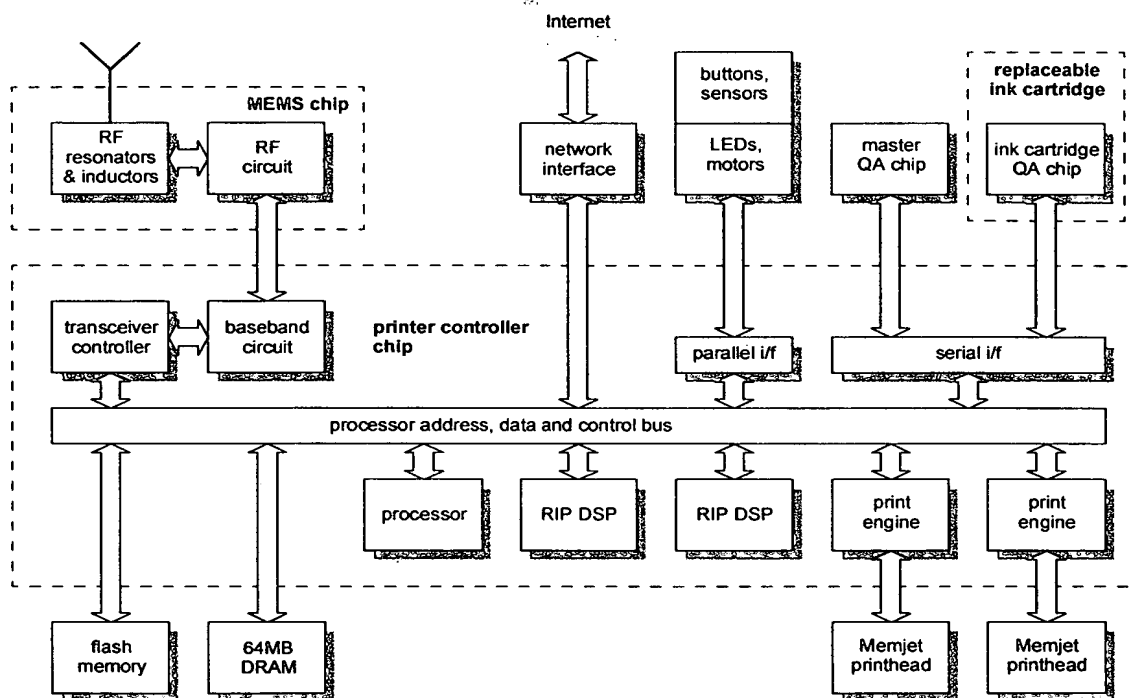 Internet
MEMS chip
buttons,
sensors
replaceable
ink cartridge
RF
resonators
& inductors
RF
circuit
network
interface
LEDs,
motors
master
QA chip
ink cartridge
QA chip
transceiver
controller
baseband
circuit
printer controller
chip
parallel i/f
serial i/f
processor address, data and control bus
processor
RIP DSP
RIP DSP
print
engine
print
engine
flash
memory
64MB
DRAM
Memjet
printhead
Memjet
printhead